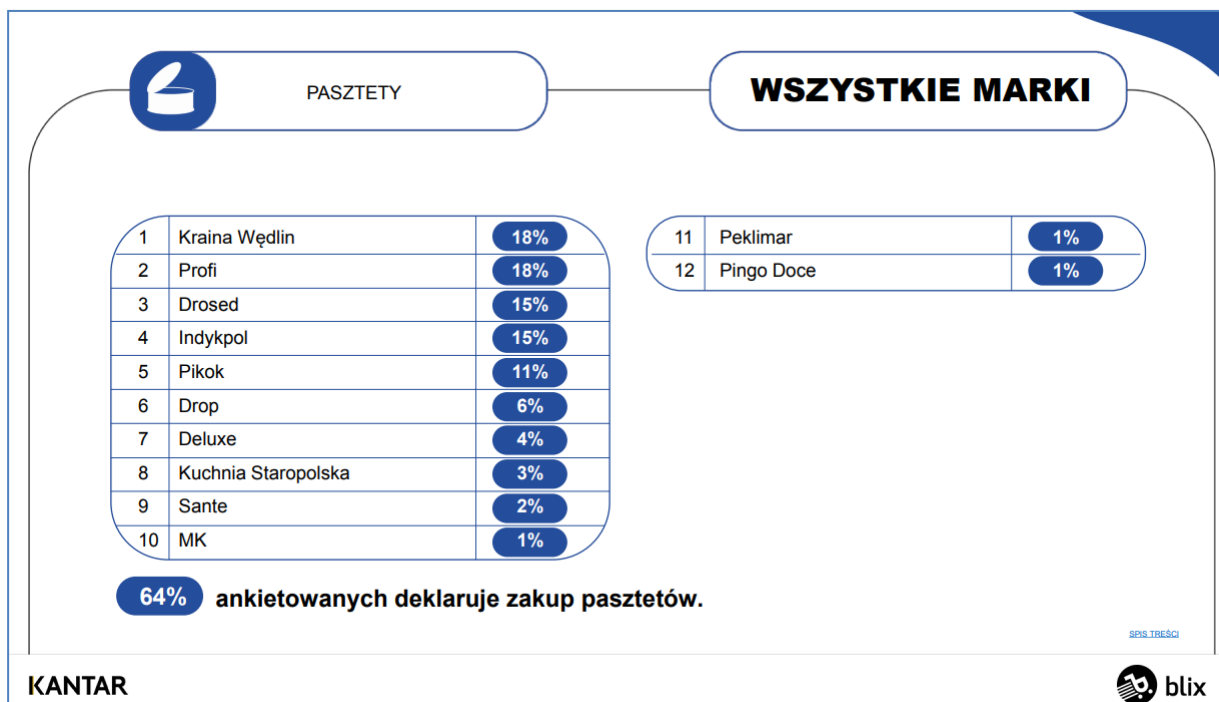 PASZTETY
WSZYSTKIE MARKI
1 Kraina Wędlin 18%
2 Profi 18%
3 Drosed 15%
4 Indykpol 15%
5 Pikok 11%
6 Drop 6%
7 Deluxe 4%
8 Kuchnia Staropolska 3%
9 Sante 2%
10 MK 1%
11 Peklimar 1%
12 Pingo Doce 1%
64% ankietowanych deklaruje zakup pasztetów.
SPIS TREŚCI
KANTAR
b. blix